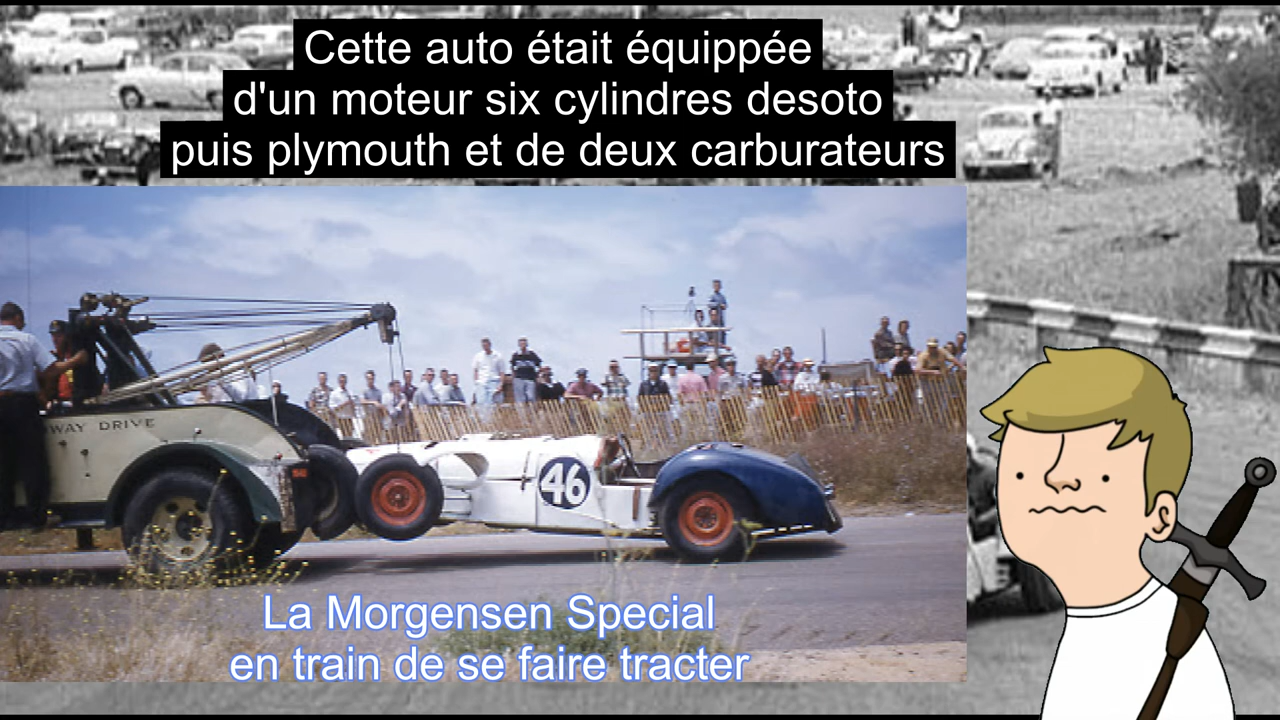 Cette auto était équippée
d'un moteur six cylindres desoto
puis plymouth et de deux carburateurs
WAY DRIVE
46
La Morgensen Special
en train de se faire tracter